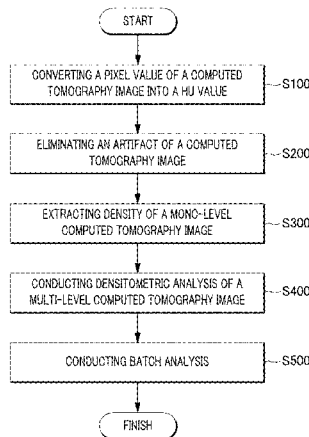 START
CONVERTING A PIXEL VALUE OF A COMPUTED
TOMOGRAPHY IMAGE INTO A HU VALUE
S100
ELIMINATING AN ARTIFACT OF A COMPUTED
TOMOGRAPHY IMAGE
S200
EXTRACTING DENSITY OF A MONO-LEVEL
COMPUTED TOMOGRAPHY IMAGE
S300
CONDUCTING DENSITOMETRIC ANALYSIS OF A
MULTI-LEVEL COMPUTED TOMOGRAPHY IMAGE
S400
CONDUCTING BATCH ANALYSIS
S500
FINISH